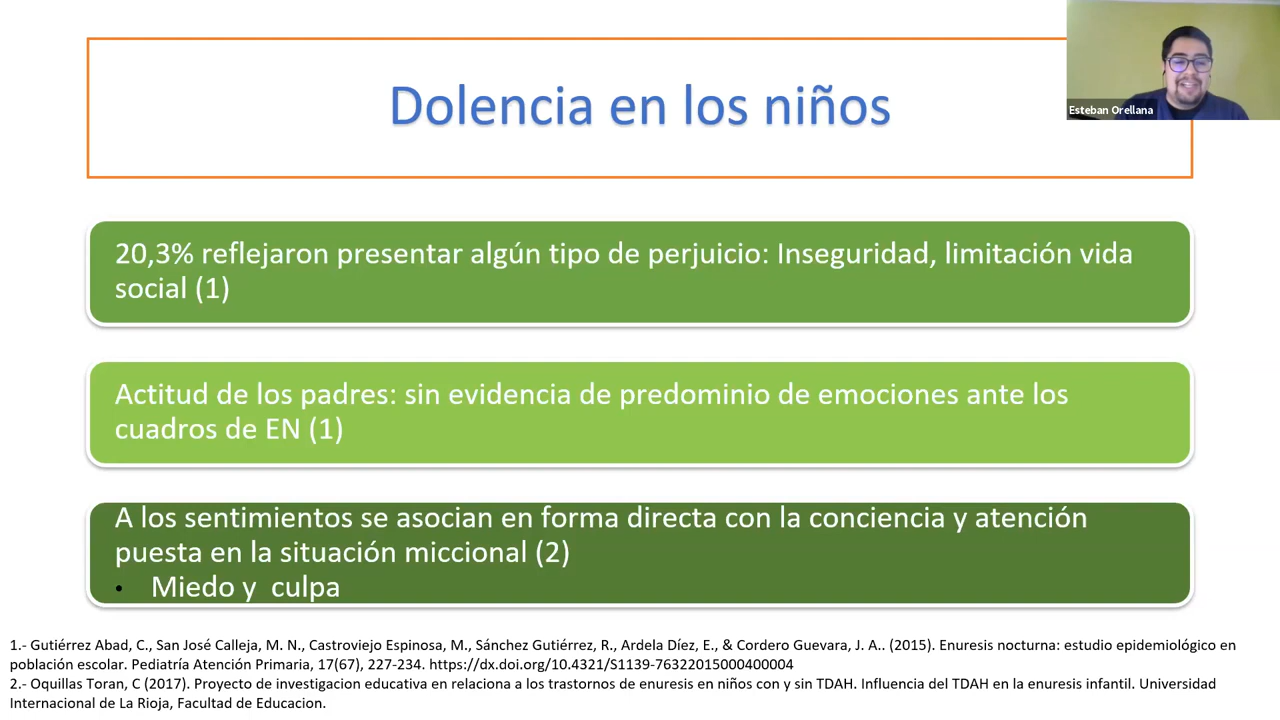 Dolencia en los niños
Esteban Orellana
20,3% reflejaron presentar algún tipo de perjuicio: Inseguridad, limitación vida
social (1)
Actitud de los padres: sin evidencia de predominio de emociones ante los
cuadros de EN (1)
A los sentimientos se asocian en forma directa con la conciencia y atención
puesta en la situación miccional (2)
• Miedo y  culpa
1.- Gutiérrez Abad, C., San José Calleja, M. N., Castroviejo Espinosa, M., Sánchez Gutiérrez, R., Ardela Díez, E., & Cordero Guevara, J. A.. (2015). Enuresis nocturna: estudio epidemiológico en
población escolar. Pediatría Atención Primaria, 17(67), 227-234. https://dx.doi.org/10.4321/S1139-76322015000400004
2.- Oquillas Toran, C (2017). Proyecto de investigacion educativa en relaciona a los trastornos de enuresis en niños con y sin TDAH. Influencia del TDAH en la enuresis infantil. Universidad
Internacional de La Rioja, Facultad de Educacion.